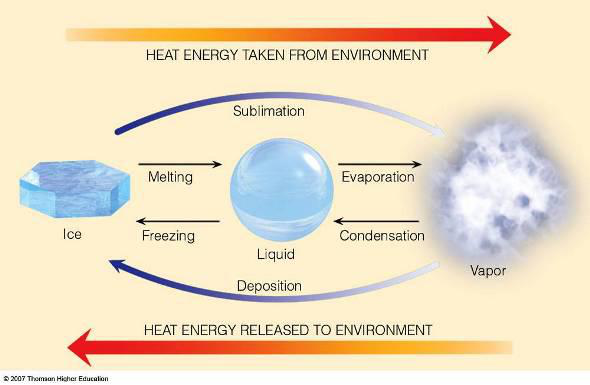 HEAT ENERGY TAKEN FROM ENVIRONMENT
Sublimation
Melting
Evaporation
Ice
Freezing
Liquid
Condensation
Vapor
Deposition
HEAT ENERGY RELEASED TO ENVIRONMENT
© 2007 Thomson Higher Education